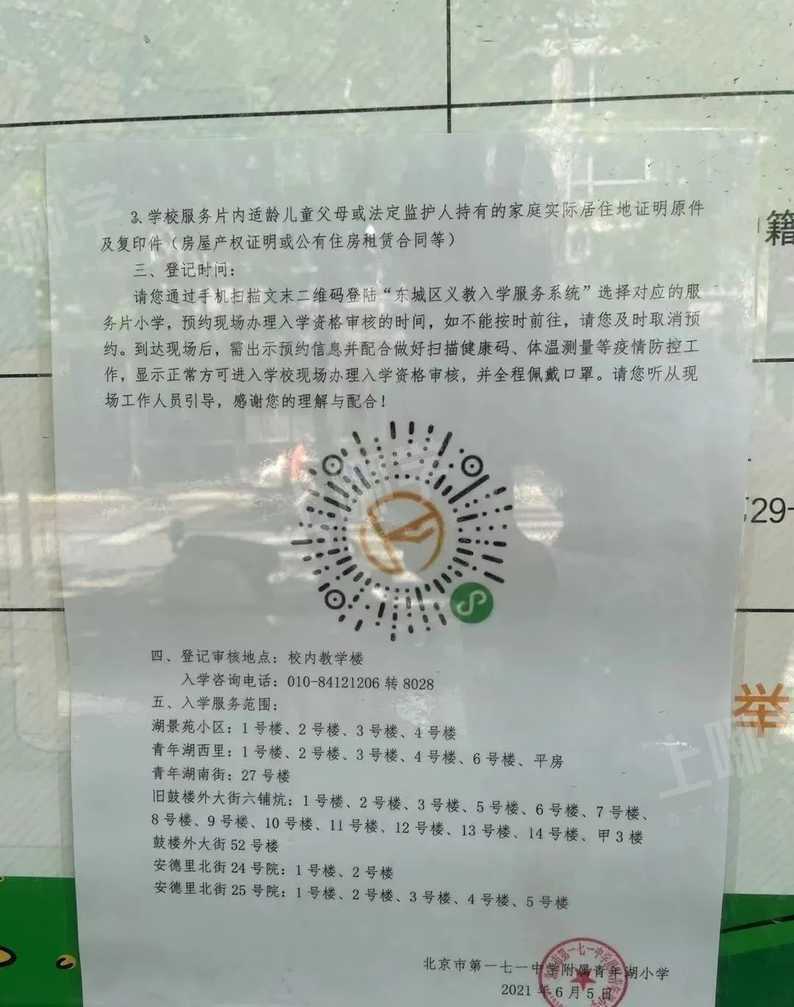 3、学校服务片内适龄儿童父母或法定监护人持有的家庭实际居住地证明原件
及复印件（房屋产权证明或公有住房租赁合同等）
三、登记时间：
请您通过手机扫描文末二维码登陆“东城区义教入学服务系统”选择对应的服
务片小学，预约现场办理入学资格审核的时间，如不能按时前往，请您及时取消预
约。到达现场后，需出示预约信息并配合做好扫描健康码、体温测量等疫情防控工
作，显示正常方可进入学校现场办理入学资格审核，并全程佩戴口罩。请您听从现
场工作人员引导，感谢您的理解与配合！
四、登记审核地点：校内教学楼
入学咨询电话：010-84121206 转 8028
五、入学服务范围：
湖景苑小区：1 号楼、2 号楼、3 号楼、4 号楼
青年湖西里：1 号楼、2 号楼、3 号楼、4 号楼、6 号楼、平房
青年湖南街：27 号楼
旧鼓楼外大街六铺炕：1 号楼、2 号楼、3 号楼、5 号楼、6 号楼、7 号楼、
8 号楼、9 号楼、10 号楼、11 号楼、12 号楼、13 号楼、14 号楼、甲 3 楼
鼓楼外大街 52 号楼
安德里北街 24 号院：1 号楼、2 号楼
安德里北街 25 号院：1 号楼、2 号楼、3 号楼、4 号楼、5 号楼
北京市第一七一中学附属青年湖小学
2021 年 6 月 5 日
籍
29
举
上哪